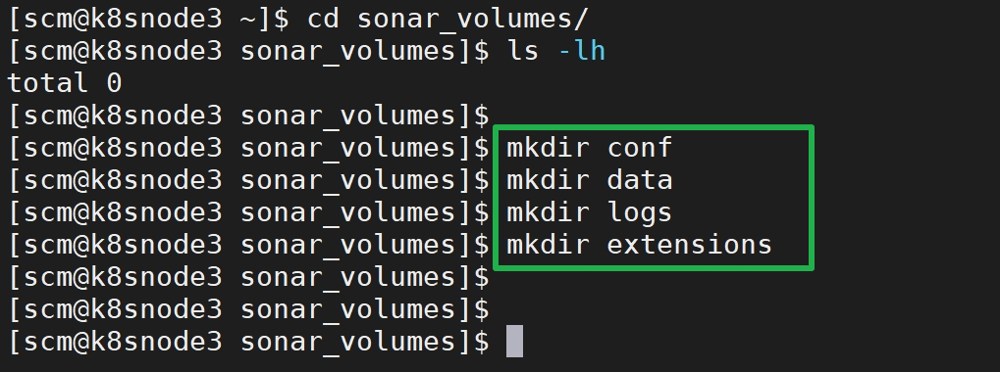 [scm@k8snode3 ~]$ cd sonar_volumes/
[scm@k8snode3 sonar_volumes]$ ls -lh
total 0
[scm@k8snode3 sonar_volumes]$
[scm@k8snode3 sonar_volumes]$ mkdir conf
[scm@k8snode3 sonar_volumes]$ mkdir data
[scm@k8snode3 sonar_volumes]$ mkdir logs
[scm@k8snode3 sonar_volumes]$ mkdir extensions
[scm@k8snode3 sonar_volumes]$
[scm@k8snode3 sonar_volumes]$
[scm@k8snode3 sonar_volumes]$